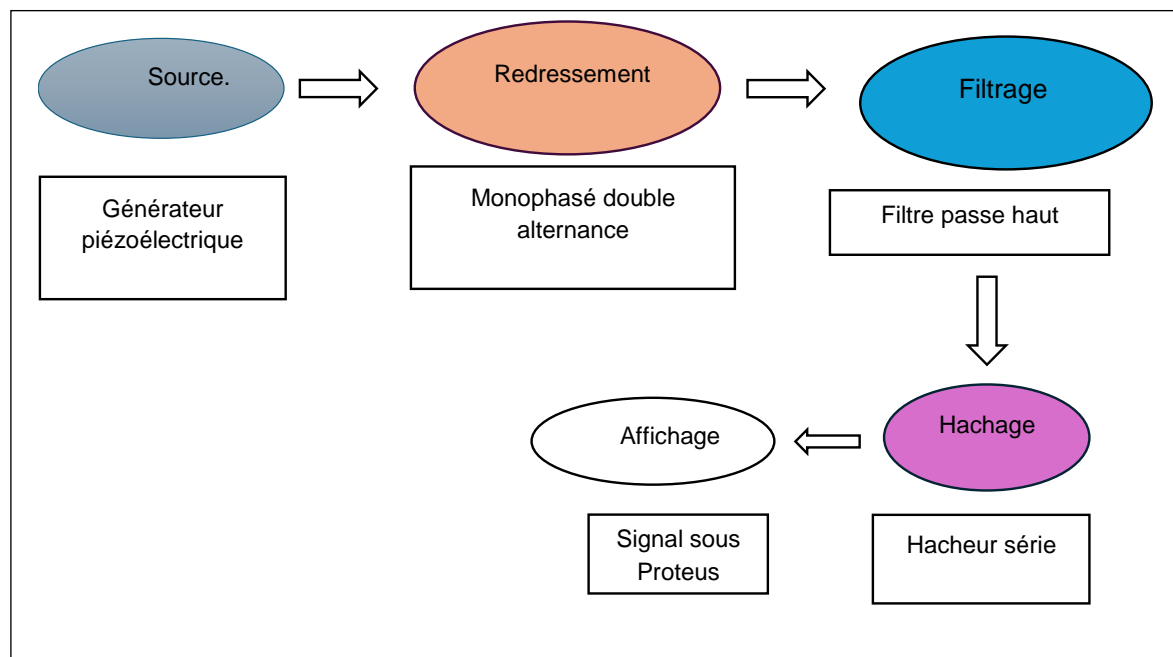 Source.
Redressement
Filtrage
Générateur
piézoélectrique
Monophasé double
alternance
Filtre passe haut
Hachage
Affichage
Hacheur série
Signal sous
Proteus